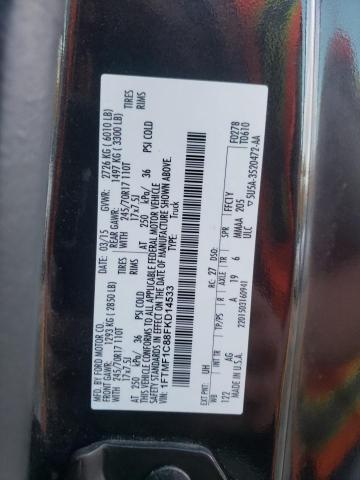 MFD. BY FORD MOTOR CO.
DATE: 03/15 GVWR: 2726 KG ( 6010 LB)
FRONT GAWR: 1293 KG ( 2850 LB) 1497 KG ( 3300 LB)
WITH WITH
245/70R17 110T TIRES 245/70R17 110T TIRES
17x7.5J RIMS 17x7.5J RIMS
AT 250 kPa/ 36 PSI COLD AT 250 kPa/ 36 PSI COLD
THIS VEHICLE CONFORMS TO ALL APPLICABLE FEDERAL MOTOR VEHICLE
SAFETY STANDARDS IN EFFECT ON THE DATE OF MANUFACTURE SHOWN ABOVE.
VIN: 1FTMF1C88FKD14533
TYPE: Truck
F0278
T0610
EXT PNT: UH RC: 27 DSO: FFCTY
WB INT TR TP/PS R AXLE TR SPR
122 AG A 19 6 MMAA 2051
MADE IN U.S.A. ULC
2201503160941
5U5A-3520472-AA